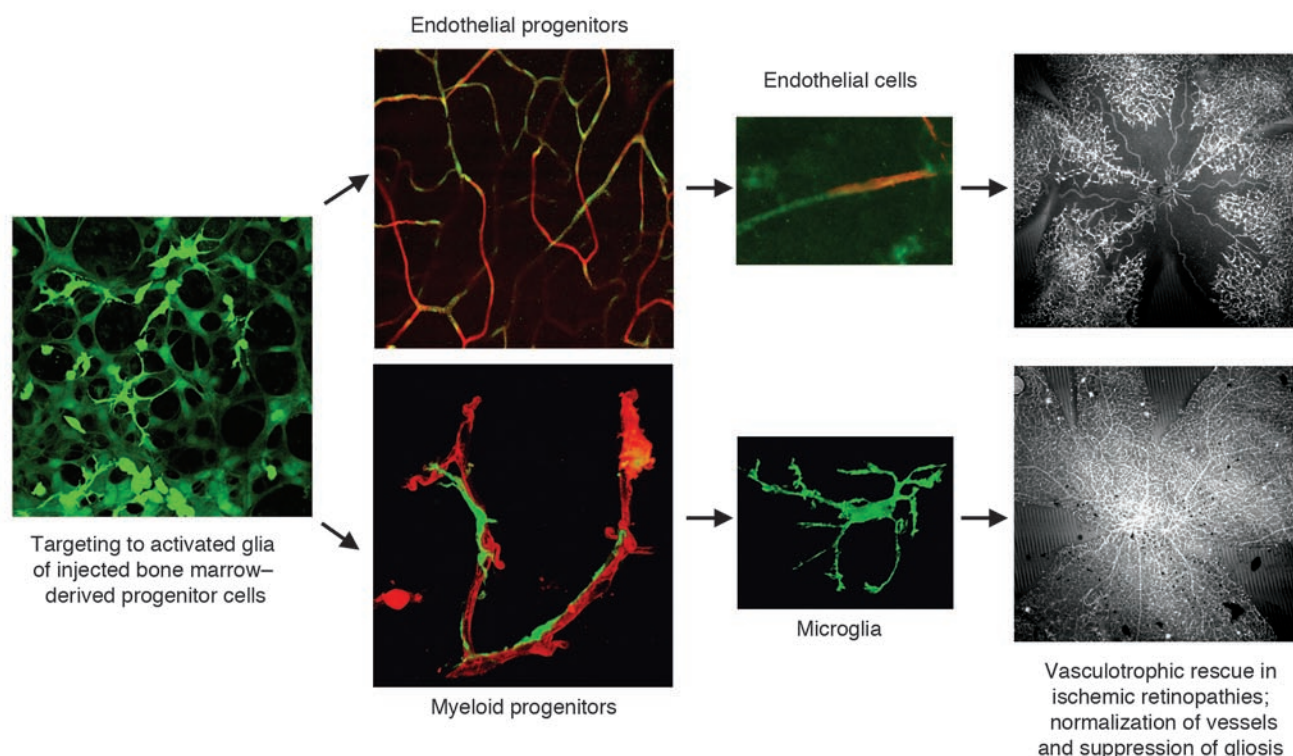 Endothelial progenitors
Endothelial cells
Targeting to activated glia
of injected bone marrow–
derived progenitor cells
Microglia
Myeloid progenitors
Vasculotrophic rescue in
ischemic retinopathies;
normalization of vessels
and suppression of gliosis